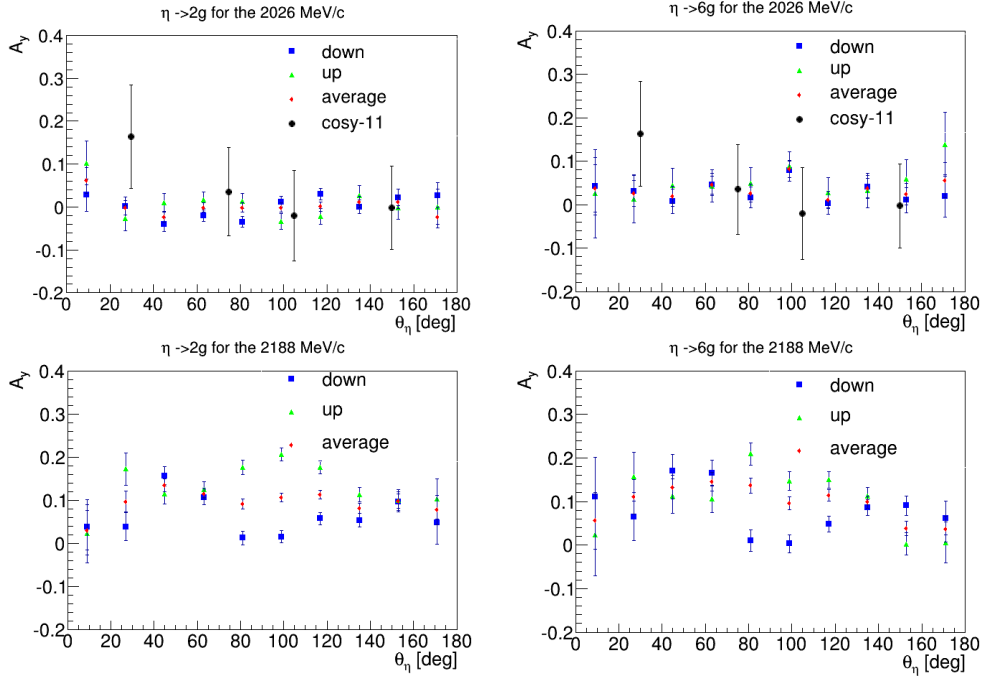 η ->2g for the 2026 MeV/c
A_y
0.4
0.3
0.2
0.1
0
-0.1
-0.2
down
up
average
cosy-11
0 20 40 60 80 100 120 140 160 180
θ_η [deg]
η ->6g for the 2026 MeV/c
A_y
0.4
0.3
0.2
0.1
0
-0.1
-0.2
down
up
average
cosy-11
0 20 40 60 80 100 120 140 160 180
θ_η [deg]
η ->2g for the 2188 MeV/c
A_y
0.4
0.3
0.2
0.1
0
-0.1
-0.2
down
up
average
0 20 40 60 80 100 120 140 160 180
θ_η [deg]
η ->6g for the 2188 MeV/c
A_y
0.4
0.3
0.2
0.1
0
-0.1
-0.2
down
up
average
0 20 40 60 80 100 120 140 160 180
θ_η [deg]